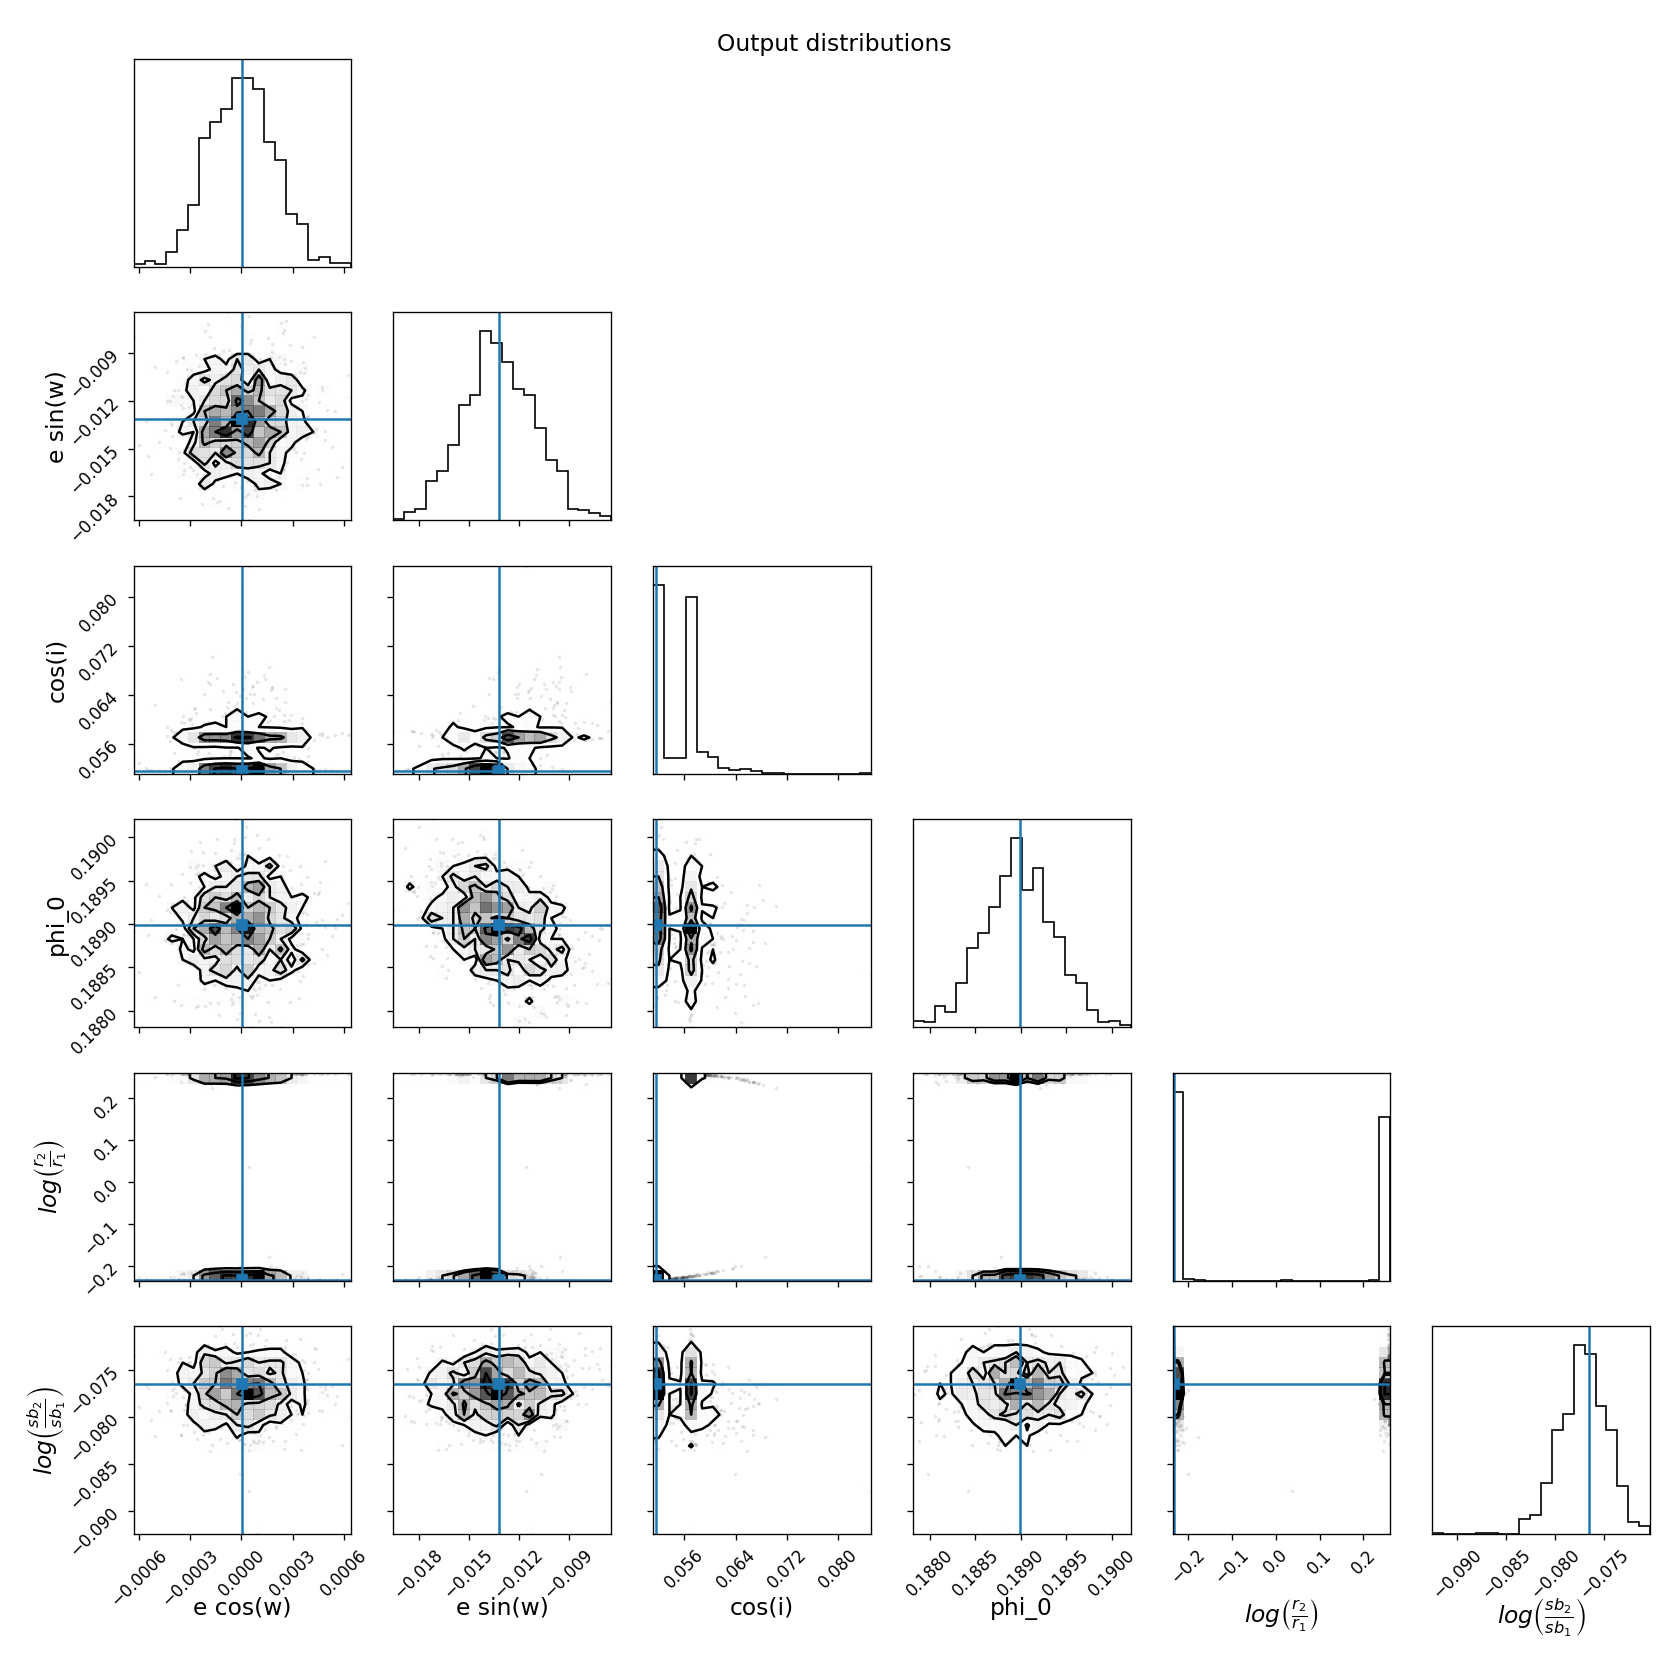 Output distributions
e sin(w)
−0.009
−0.012
−0.015
−0.018
cos(i)
0.080
0.072
0.064
0.056
phi_0
0.1900
0.1895
0.1890
0.1885
0.1880
log(r₂/r₁)
0.2
0.1
0.0
−0.1
−0.2
log(sb₂/sb₁)
−0.075
−0.080
−0.085
−0.090
−0.0006 −0.0003 0.0000 0.0003 0.0006
e cos(w)
−0.018 −0.015 −0.012 −0.009
e sin(w)
0.056 0.064 0.072 0.080
cos(i)
0.1880 0.1885 0.1890 0.1895 0.1900
phi_0
−0.2 −0.1 0.0 0.1 0.2
log(r₂/r₁)
−0.090 −0.085 −0.080 −0.075
log(sb₂/sb₁)